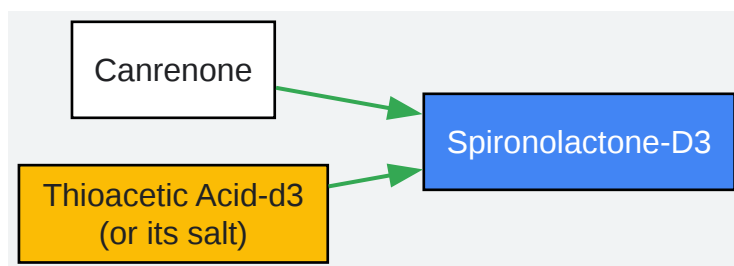 Canrenone
Spironolactone-D3
Thioacetic Acid-d3
(or its salt)